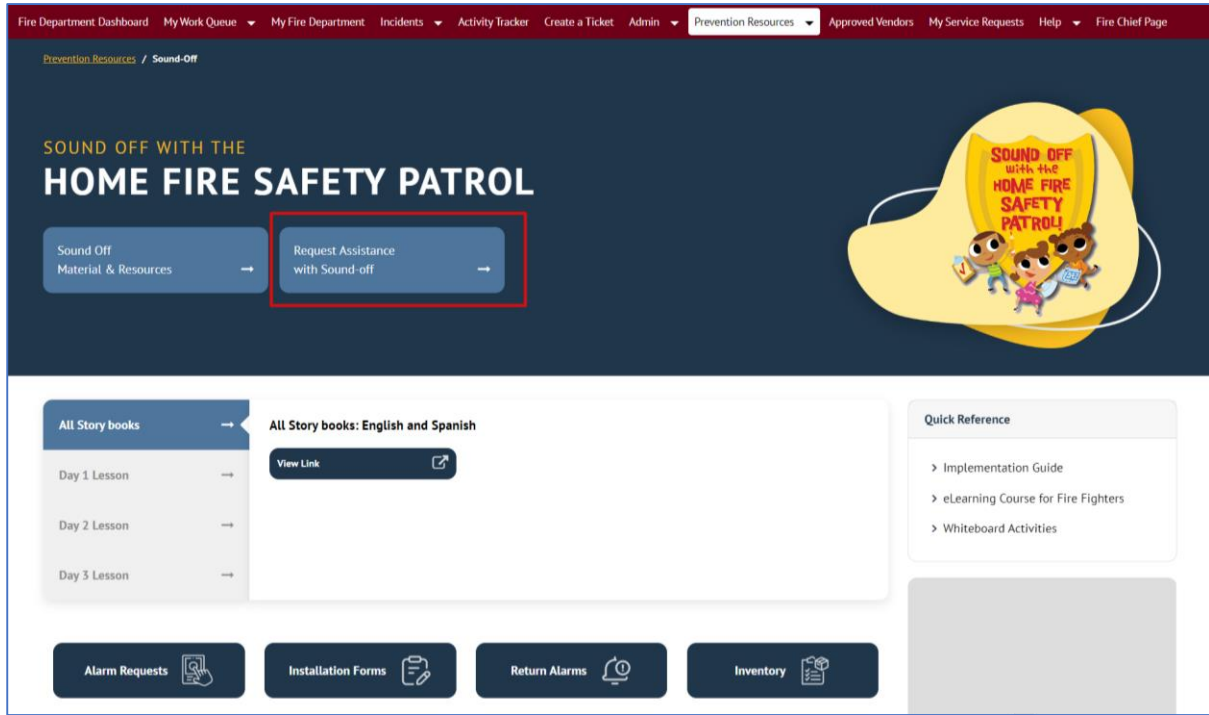 Fire Department Dashboard My Work Queue My Fire Department Incidents Activity Tracker Create a Ticket Admin Prevention Resources Approved Vendors My Service Requests Help Fire Chief Page
Prevention Resources / Sound-Off
SOUND OFF WITH THE
HOME FIRE SAFETY PATROL
Sound Off
Material & Resources
Request Assistance
with Sound-off
SOUND OFF
with the
HOME FIRE
SAFETY
PATROL!
All Story books
Day 1 Lesson
Day 2 Lesson
Day 3 Lesson
All Story books: English and Spanish
View Link
Quick Reference
> Implementation Guide
> eLearning Course for Fire Fighters
> Whiteboard Activities
Alarm Requests
Installation Forms
Return Alarms
Inventory